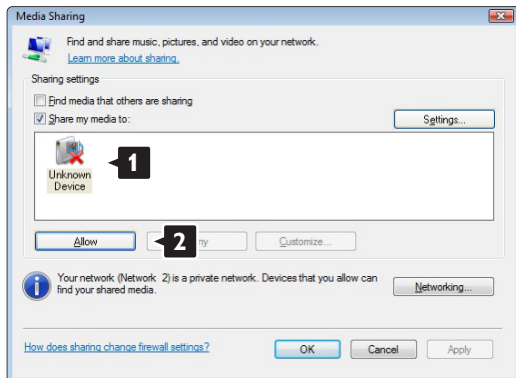 Media Sharing
Find and share music, pictures, and video on your network.
Learn more about sharing.
Sharing settings
Find media that others are sharing
Share my media to:
Settings...
1
Unknown
Device
Allow
2
ny
Customize...
Your network (Network 2) is a private network. Devices that you allow can
find your shared media.
Networking...
How does sharing change firewall settings?
OK
Cancel
Apply